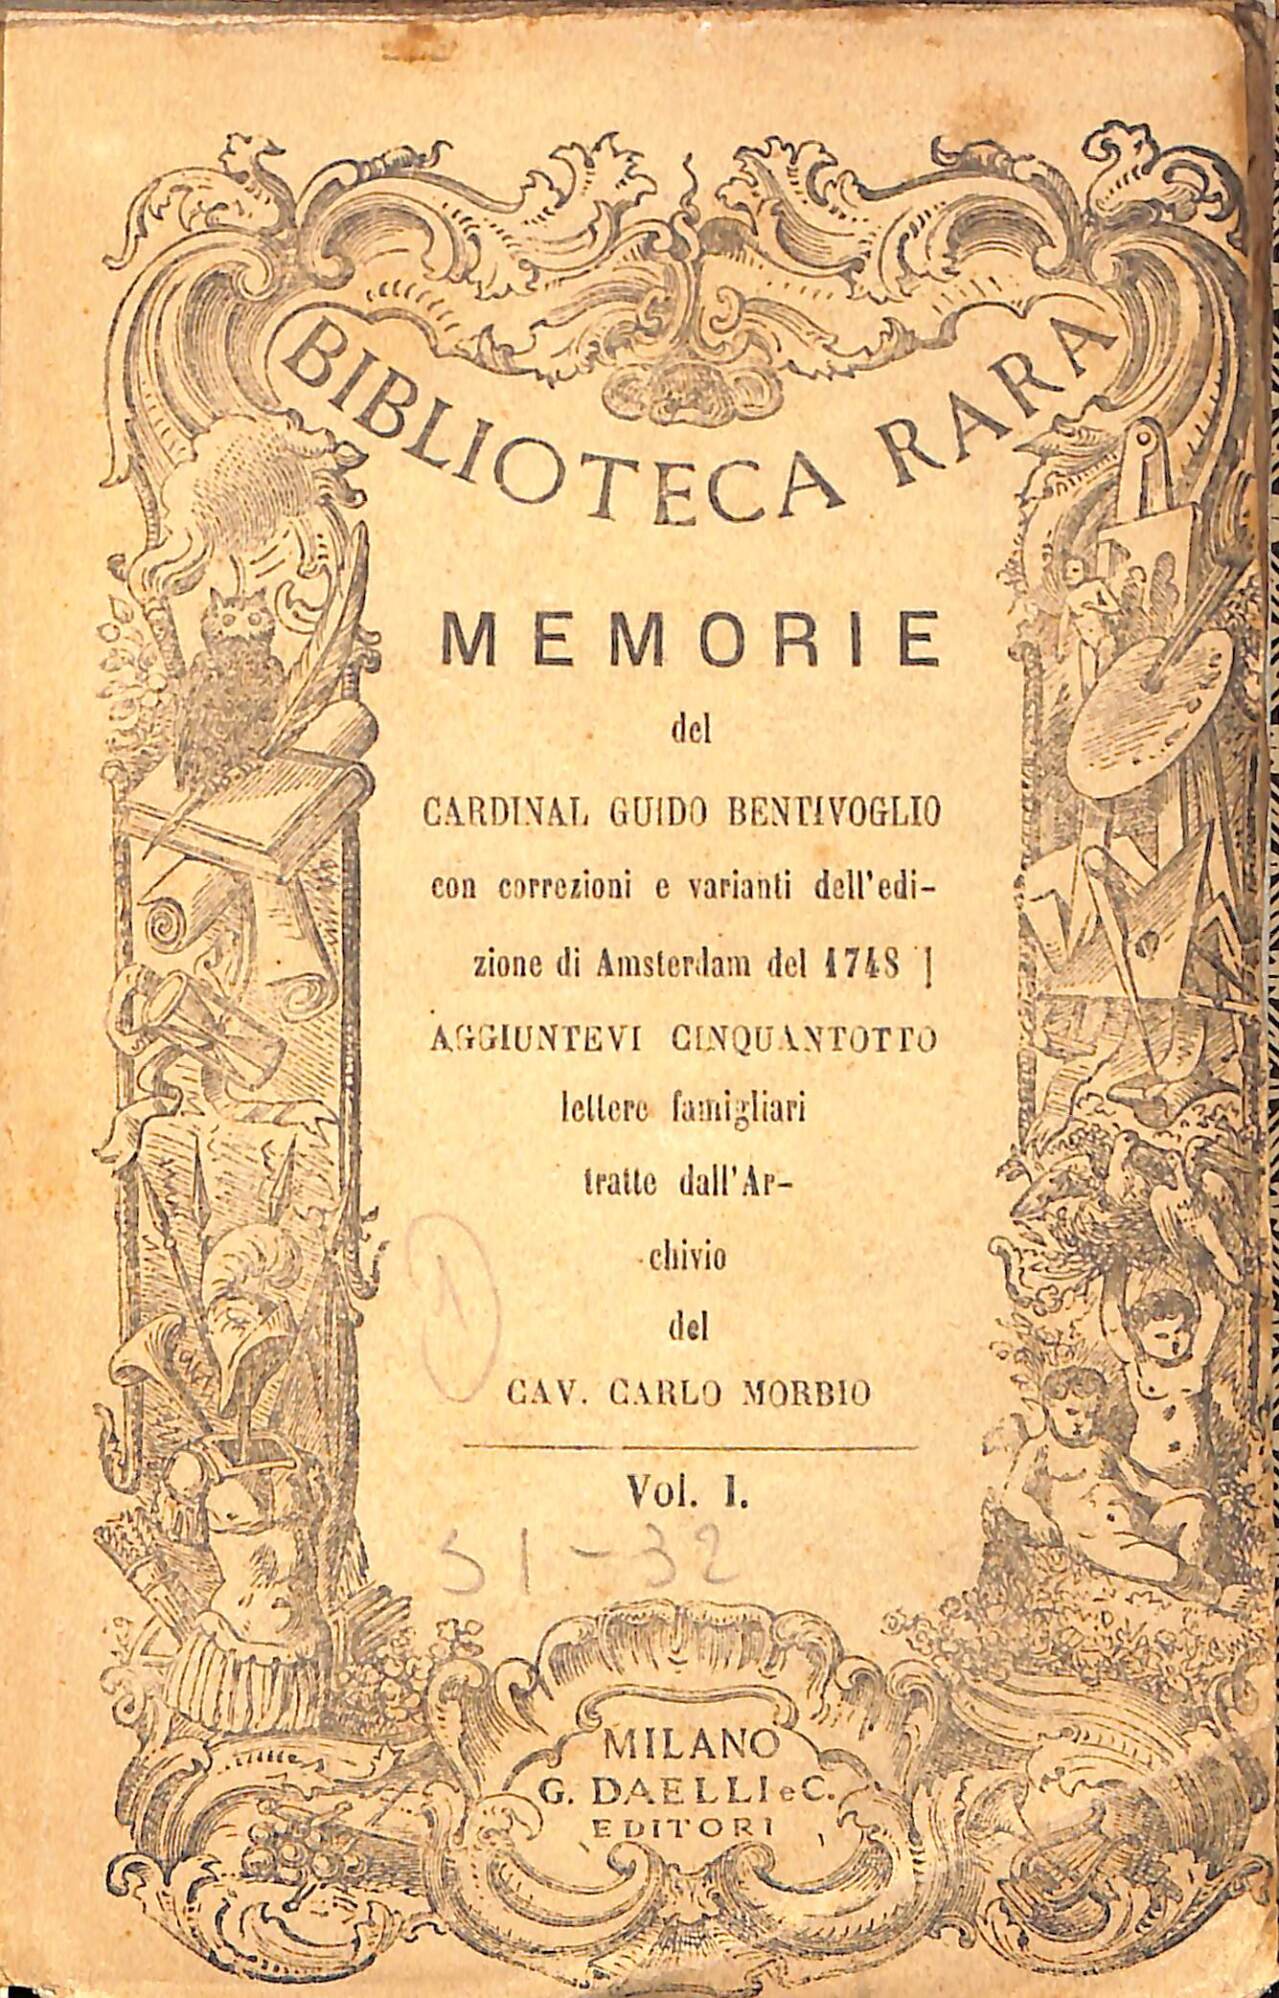 BIBLIOTECA RARA
MEMORIE
del
CARDINAL GUIDO BENTIVOGLIO
con correzioni e varianti dell'edi-
zione di Amsterdam del 1748
AGGIUNTEVI CINQUANTOTTO
lettere famigliari
tratte dall'Ar-
chivio
del
CAV. CARLO MORBIO
Vol. I.
51-32
MILANO
G. DAELLI e C.
EDITORI